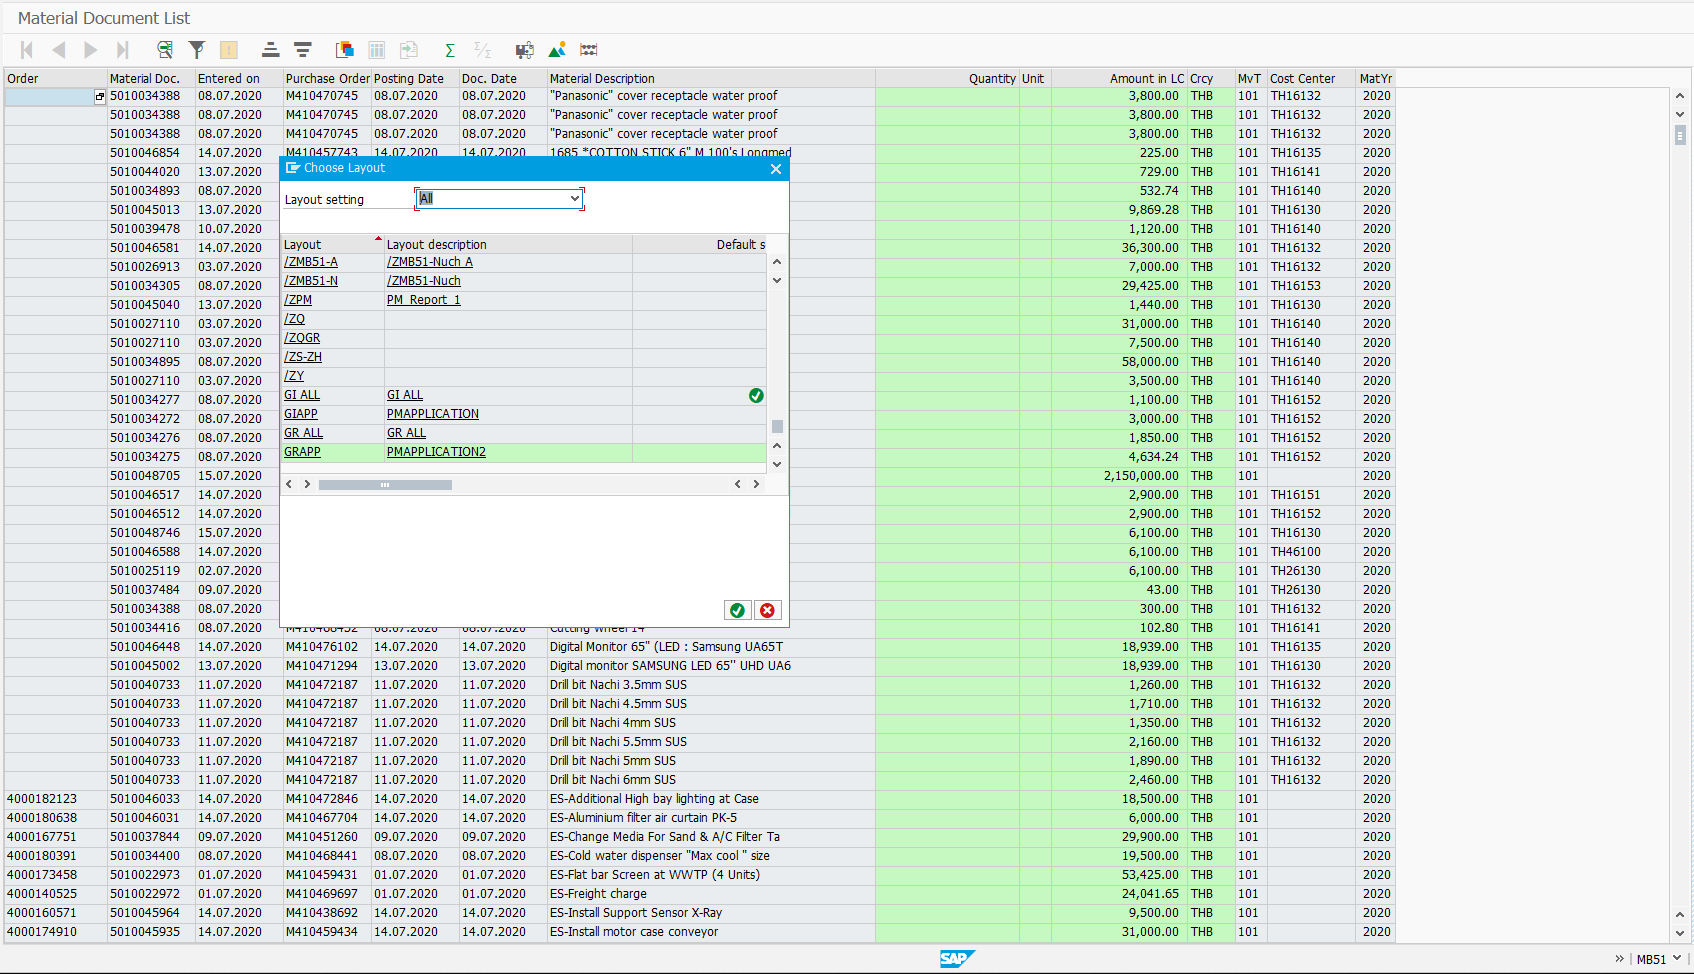 Material Document List
Order Material Doc. Entered on Purchase Order Posting Date Doc. Date Material Description Quantity Unit Amount in LC Crcy MvT Cost Center MatYr
5010034388 08.07.2020 M410470745 08.07.2020 08.07.2020 "Panasonic" cover receptacle water proof 3,800.00 THB 101 TH16132 2020
5010034388 08.07.2020 M410470745 08.07.2020 08.07.2020 "Panasonic" cover receptacle water proof 3,800.00 THB 101 TH16132 2020
5010034388 08.07.2020 M410470745 08.07.2020 08.07.2020 "Panasonic" cover receptacle water proof 3,800.00 THB 101 TH16132 2020
5010046854 14.07.2020 M410457743 14.07.2020 14.07.2020 1685 *COTTON STICK 6" M 100's Longmed 225.00 THB 101 TH16135 2020
5010044020 13.07.2020 729.00 THB 101 TH16141 2020
5010034893 08.07.2020 532.74 THB 101 TH16140 2020
5010045013 13.07.2020 9,869.28 THB 101 TH16130 2020
5010039478 10.07.2020 1,120.00 THB 101 TH16140 2020
5010046581 14.07.2020 36,300.00 THB 101 TH16132 2020
5010026913 03.07.2020 7,000.00 THB 101 TH16132 2020
5010034305 08.07.2020 29,425.00 THB 101 TH16153 2020
5010045040 13.07.2020 1,440.00 THB 101 TH16130 2020
5010027110 03.07.2020 31,000.00 THB 101 TH16140 2020
5010027110 03.07.2020 7,500.00 THB 101 TH16140 2020
5010034895 08.07.2020 58,000.00 THB 101 TH16140 2020
5010027110 03.07.2020 3,500.00 THB 101 TH16140 2020
5010034277 08.07.2020 1,100.00 THB 101 TH16152 2020
5010034272 08.07.2020 3,000.00 THB 101 TH16152 2020
5010034276 08.07.2020 1,850.00 THB 101 TH16152 2020
5010034275 08.07.2020 4,634.24 THB 101 TH16152 2020
5010048705 15.07.2020 2,150,000.00 THB 101 2020
5010046517 14.07.2020 2,900.00 THB 101 TH16151 2020
5010046512 14.07.2020 2,900.00 THB 101 TH16152 2020
5010048746 15.07.2020 6,100.00 THB 101 TH16130 2020
5010046588 14.07.2020 6,100.00 THB 101 TH46100 2020
5010025119 02.07.2020 6,100.00 THB 101 TH26130 2020
5010037484 09.07.2020 43.00 THB 101 TH26130 2020
5010034388 08.07.2020 300.00 THB 101 TH16132 2020
5010034416 08.07.2020 M410468452 08.07.2020 08.07.2020 Cutting wheel 14" 102.80 THB 101 TH16141 2020
5010046448 14.07.2020 M410476102 14.07.2020 14.07.2020 Digital Monitor 65" (LED : Samsung UA65T 18,939.00 THB 101 TH16135 2020
5010045002 13.07.2020 M410471294 13.07.2020 13.07.2020 Digital monitor SAMSUNG LED 65'' UHD UA6 18,939.00 THB 101 TH16130 2020
5010040733 11.07.2020 M410472187 11.07.2020 11.07.2020 Drill bit Nachi 3.5mm SUS 1,260.00 THB 101 TH16132 2020
5010040733 11.07.2020 M410472187 11.07.2020 11.07.2020 Drill bit Nachi 4.5mm SUS 1,710.00 THB 101 TH16132 2020
5010040733 11.07.2020 M410472187 11.07.2020 11.07.2020 Drill bit Nachi 4mm SUS 1,350.00 THB 101 TH16132 2020
5010040733 11.07.2020 M410472187 11.07.2020 11.07.2020 Drill bit Nachi 5.5mm SUS 2,160.00 THB 101 TH16132 2020
5010040733 11.07.2020 M410472187 11.07.2020 11.07.2020 Drill bit Nachi 5mm SUS 1,890.00 THB 101 TH16132 2020
5010040733 11.07.2020 M410472187 11.07.2020 11.07.2020 Drill bit Nachi 6mm SUS 2,460.00 THB 101 TH16132 2020
4000182123 5010046033 14.07.2020 M410472846 14.07.2020 14.07.2020 ES-Additional High bay lighting at Case 18,500.00 THB 101 2020
4000180638 5010046031 14.07.2020 M410467704 14.07.2020 14.07.2020 ES-Aluminium filter air curtain PK-5 6,000.00 THB 101 2020
4000167751 5010037844 09.07.2020 M410451260 09.07.2020 09.07.2020 ES-Change Media For Sand & A/C Filter Ta 29,900.00 THB 101 2020
4000180391 5010034400 08.07.2020 M410468441 08.07.2020 08.07.2020 ES-Cold water dispenser "Max cool " size 19,500.00 THB 101 2020
4000173458 5010022973 01.07.2020 M410459431 01.07.2020 01.07.2020 ES-Flat bar Screen at WWTP (4 Units) 53,425.00 THB 101 2020
4000140525 5010022972 01.07.2020 M410469697 01.07.2020 01.07.2020 ES-Freight charge 24,041.65 THB 101 2020
4000160571 5010045964 14.07.2020 M410438692 14.07.2020 14.07.2020 ES-Install Support Sensor X-Ray 9,500.00 THB 101 2020
4000174910 5010045935 14.07.2020 M410459434 14.07.2020 14.07.2020 ES-Install motor case conveyor 31,000.00 THB 101 2020
Choose Layout
Layout setting All
Layout Layout description Default s
/ZMB51-A /ZMB51-Nuch A
/ZMB51-N /ZMB51-Nuch
/ZPM PM Report 1
/ZQ
/ZQGR
/ZS-ZH
/ZY
GI ALL GI ALL
GIAPP PMAPPLICATION
GR ALL GR ALL
GRAPP PMAPPLICATION2
SAP
MB51